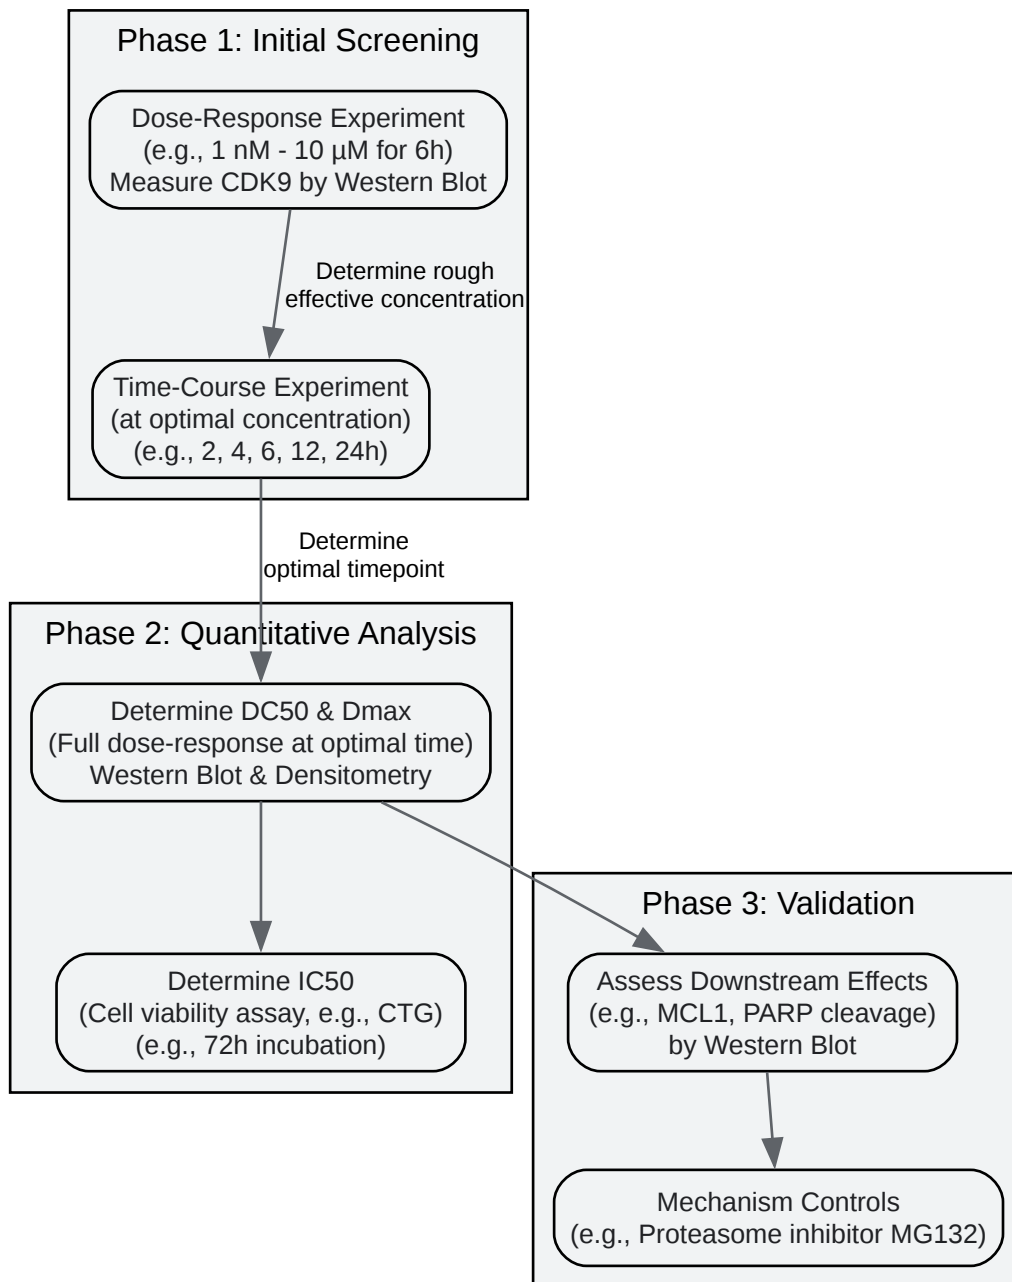 Phase 1: Initial Screening
Dose-Response Experiment
(e.g., 1 nM - 10 µM for 6h)
Measure CDK9 by Western Blot
Determine rough
effective concentration
Time-Course Experiment
(at optimal concentration)
(e.g., 2, 4, 6, 12, 24h)
Determine
optimal timepoint
Phase 2: Quantitative Analysis
Determine DC50 & Dmax
(Full dose-response at optimal time)
Western Blot & Densitometry
Determine IC50
(Cell viability assay, e.g., CTG)
(e.g., 72h incubation)
Phase 3: Validation
Assess Downstream Effects
(e.g., MCL1, PARP cleavage)
by Western Blot
Mechanism Controls
(e.g., Proteasome inhibitor MG132)